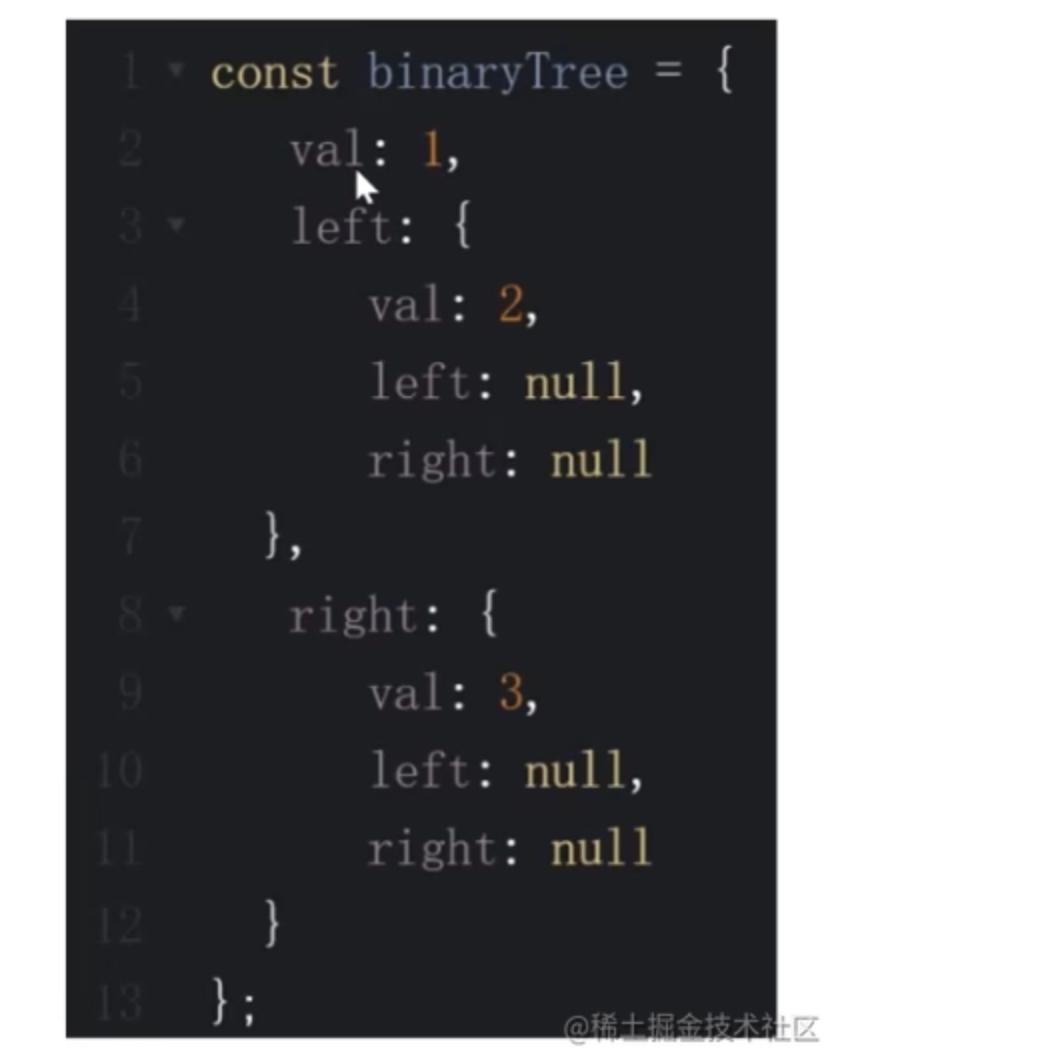 1 const binaryTree = {
2 val: 1,
3 left: {
4 val: 2,
5 left: null,
6 right: null
7 },
8 right: {
9 val: 3,
10 left: null,
11 right: null
12 }
13 };
@稀土掘金技术社区